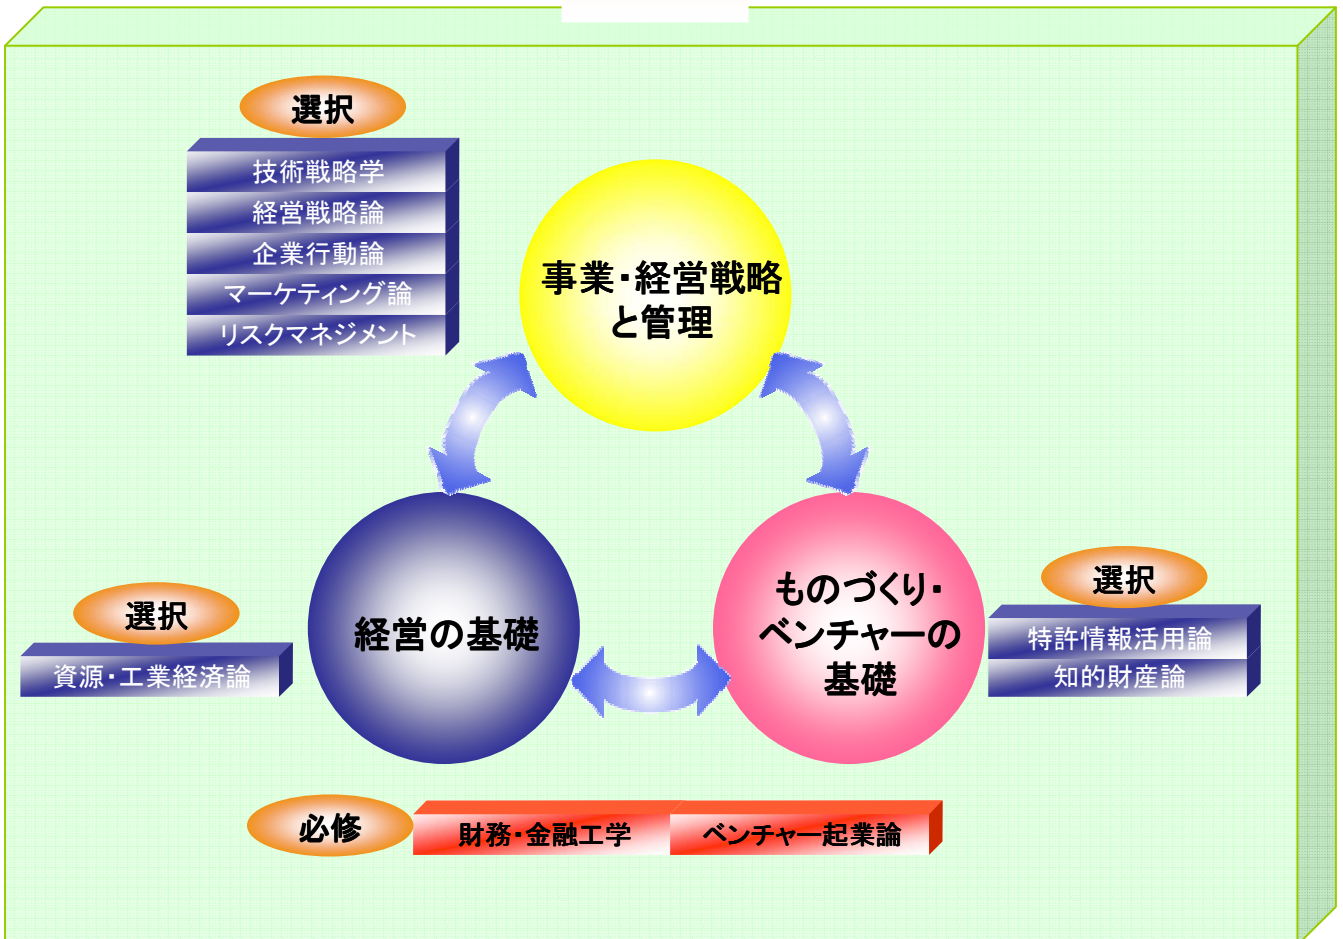 選択
技術戦略学
経営戦略論
企業行動論
マーケティング論
リスクマネジメント
事業・経営戦略
と管理
選択
資源・工業経済論
経営の基礎
ものづくり・
ベンチャーの
基礎
選択
特許情報活用論
知的財産論
必修
財務・金融工学
ベンチャー起業論